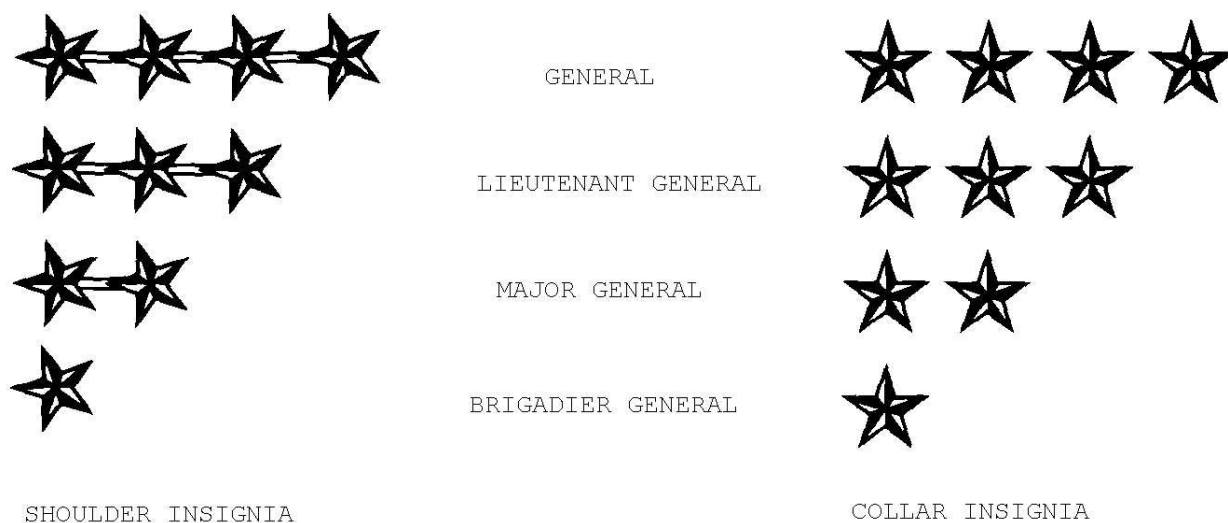 GENERAL
LIEUTENANT GENERAL
MAJOR GENERAL
BRIGADIER GENERAL
SHOULDER INSIGNIA
COLLAR INSIGNIA